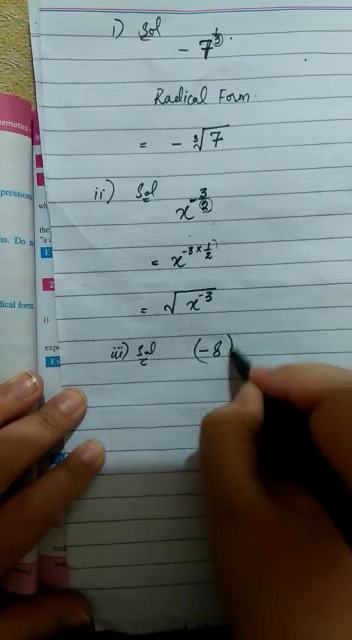 i) Sol
- 7^{1/3}.
Radical Form.
= - ∛7
ii) Sol
x^{-3/2}
= x^{-3 × 1/2}
= √x^{-3}
iii) Sol (-8)